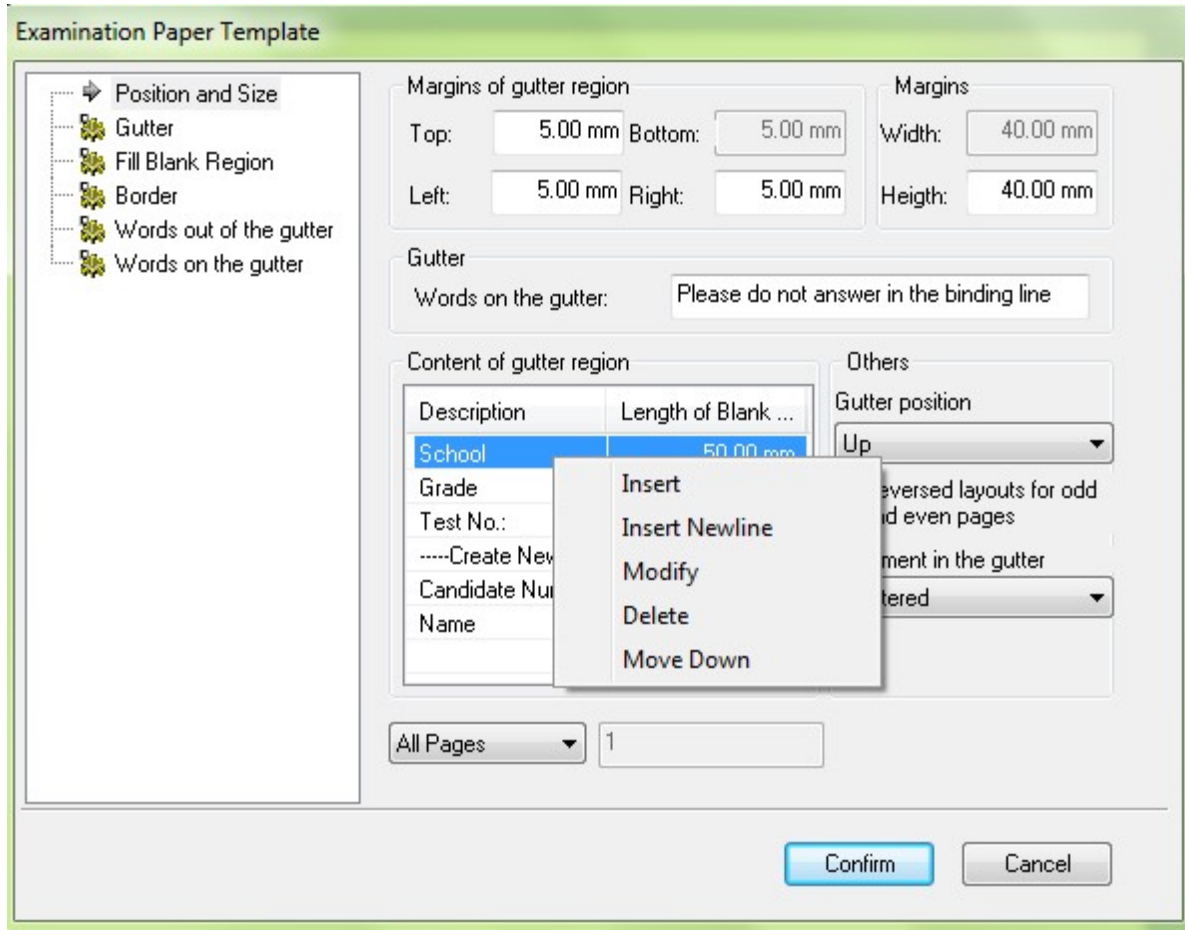 Examination Paper Template
Position and Size
Gutter
Fill Blank Region
Border
Words out of the gutter
Words on the gutter
Margins of gutter region
Top: 5.00 mm Bottom: 5.00 mm
Left: 5.00 mm Right: 5.00 mm
Margins
Width: 40.00 mm
Heigth: 40.00 mm
Gutter
Words on the gutter: Please do not answer in the binding line
Content of gutter region
Description Length of Blank ...
School 50.00 mm
Grade
Test No.:
-----Create New
Candidate Nu
Name
Insert
Insert Newline
Modify
Delete
Move Down
Others
Gutter position
Up
eversed layouts for odd
d even pages
ment in the gutter
tered
All Pages 1
Confirm Cancel